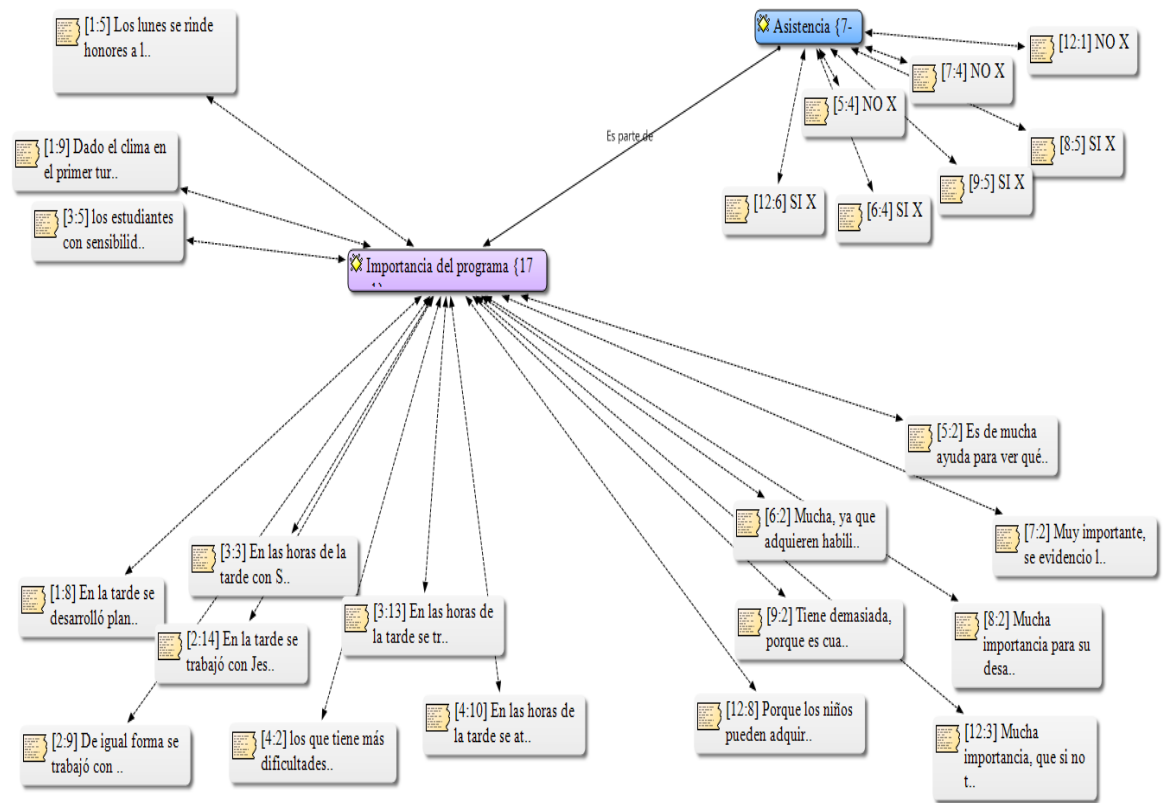 [1:5] Los lunes se rinde
honores a l..
Asistencia {7-
[12:1] NO X
[7:4] NO X
[5:4] NO X
[8:5] SI X
[9:5] SI X
[12:6] SI X
[6:4] SI X
Es parte de
[1:9] Dado el clima en
el primer tur..
[3:5] los estudiantes
con sensibilid..
Importancia del programa {17
[5:2] Es de mucha
ayuda para ver qué..
[6:2] Mucha, ya que
adquieren habili..
[7:2] Muy importante,
se evidencio l..
[3:3] En las horas de la
tarde con S..
[1:8] En la tarde se
desarrolló plan..
[3:13] En las horas de
la tarde se tr..
[2:14] En la tarde se
trabajó con Jes..
[9:2] Tiene demasiada,
porque es cua..
[8:2] Mucha
importancia para su
desa..
[2:9] De igual forma se
trabajó con ..
[4:2] los que tiene más
dificultades..
[4:10] En las horas de
la tarde se at..
[12:8] Porque los niños
pueden adquir..
[12:3] Mucha
importancia, que si no
t..